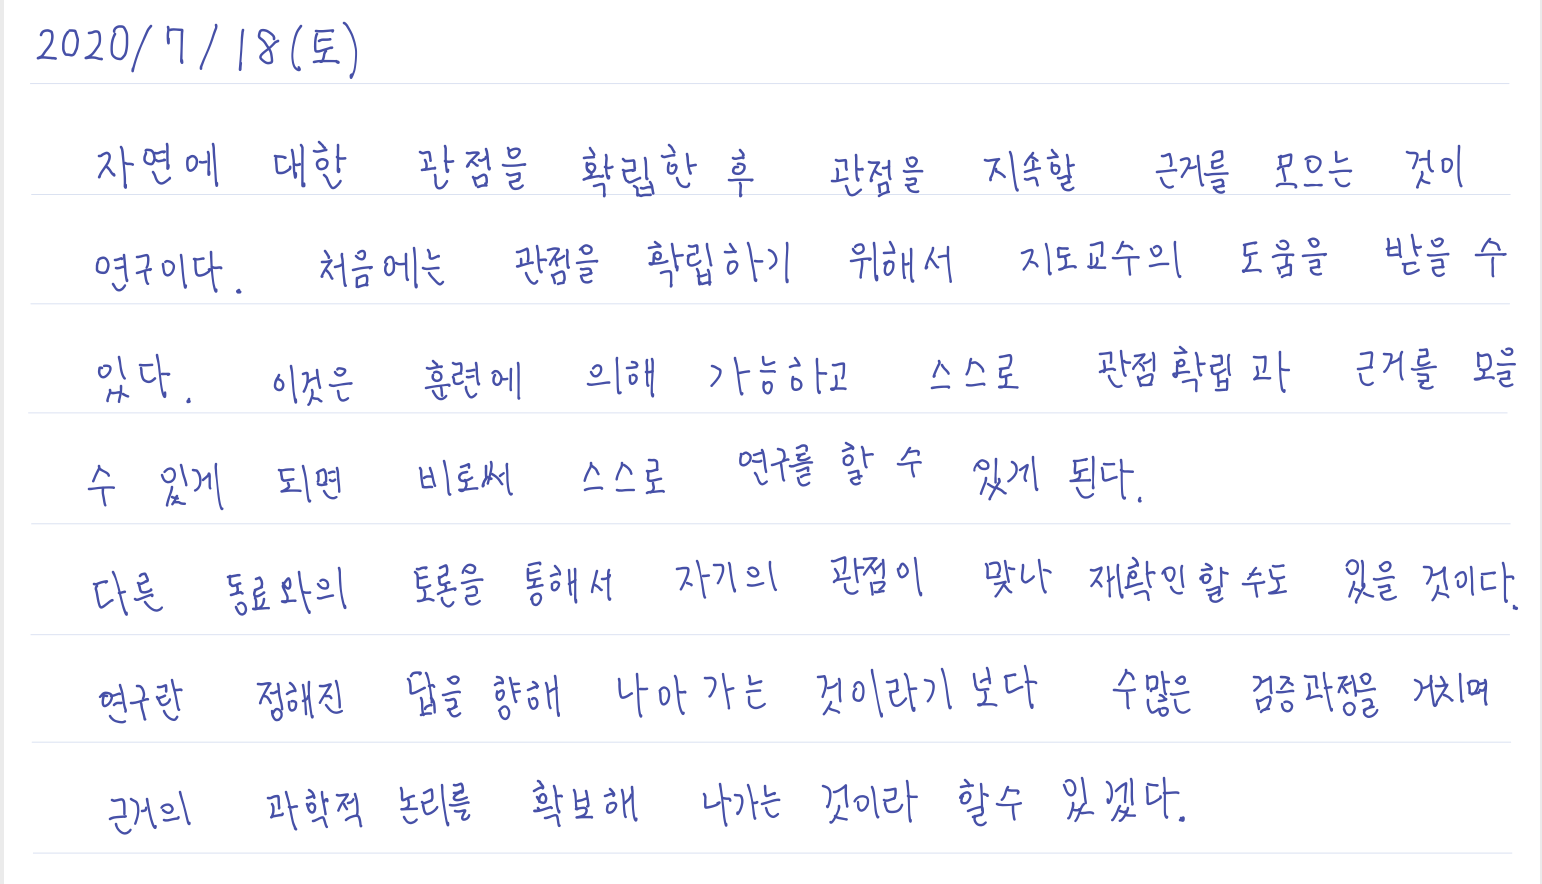 2020/7/18(토)
자연에 대한 관점을 확립한 후 관점을 지속할 근거를 모으는 것이
연구이다. 처음에는 관점을 확립하기 위해서 지도교수의 도움을 받을 수
있다. 이것은 훈련에 의해 가능하고 스스로 관점 확립과 근거를 모을
수 있게 되면 비로써 스스로 연구를 할 수 있게 된다.
다른 동료와의 토론을 통해서 자기의 관점이 맞나 재확인 할 수도 있을 것이다.
연구란 정해진 답을 향해 나아가는 것이라기 보다 수많은 검증과정을 거치며
근거의 과학적 논리를 확보해 나가는 것이라 할수 있겠다.